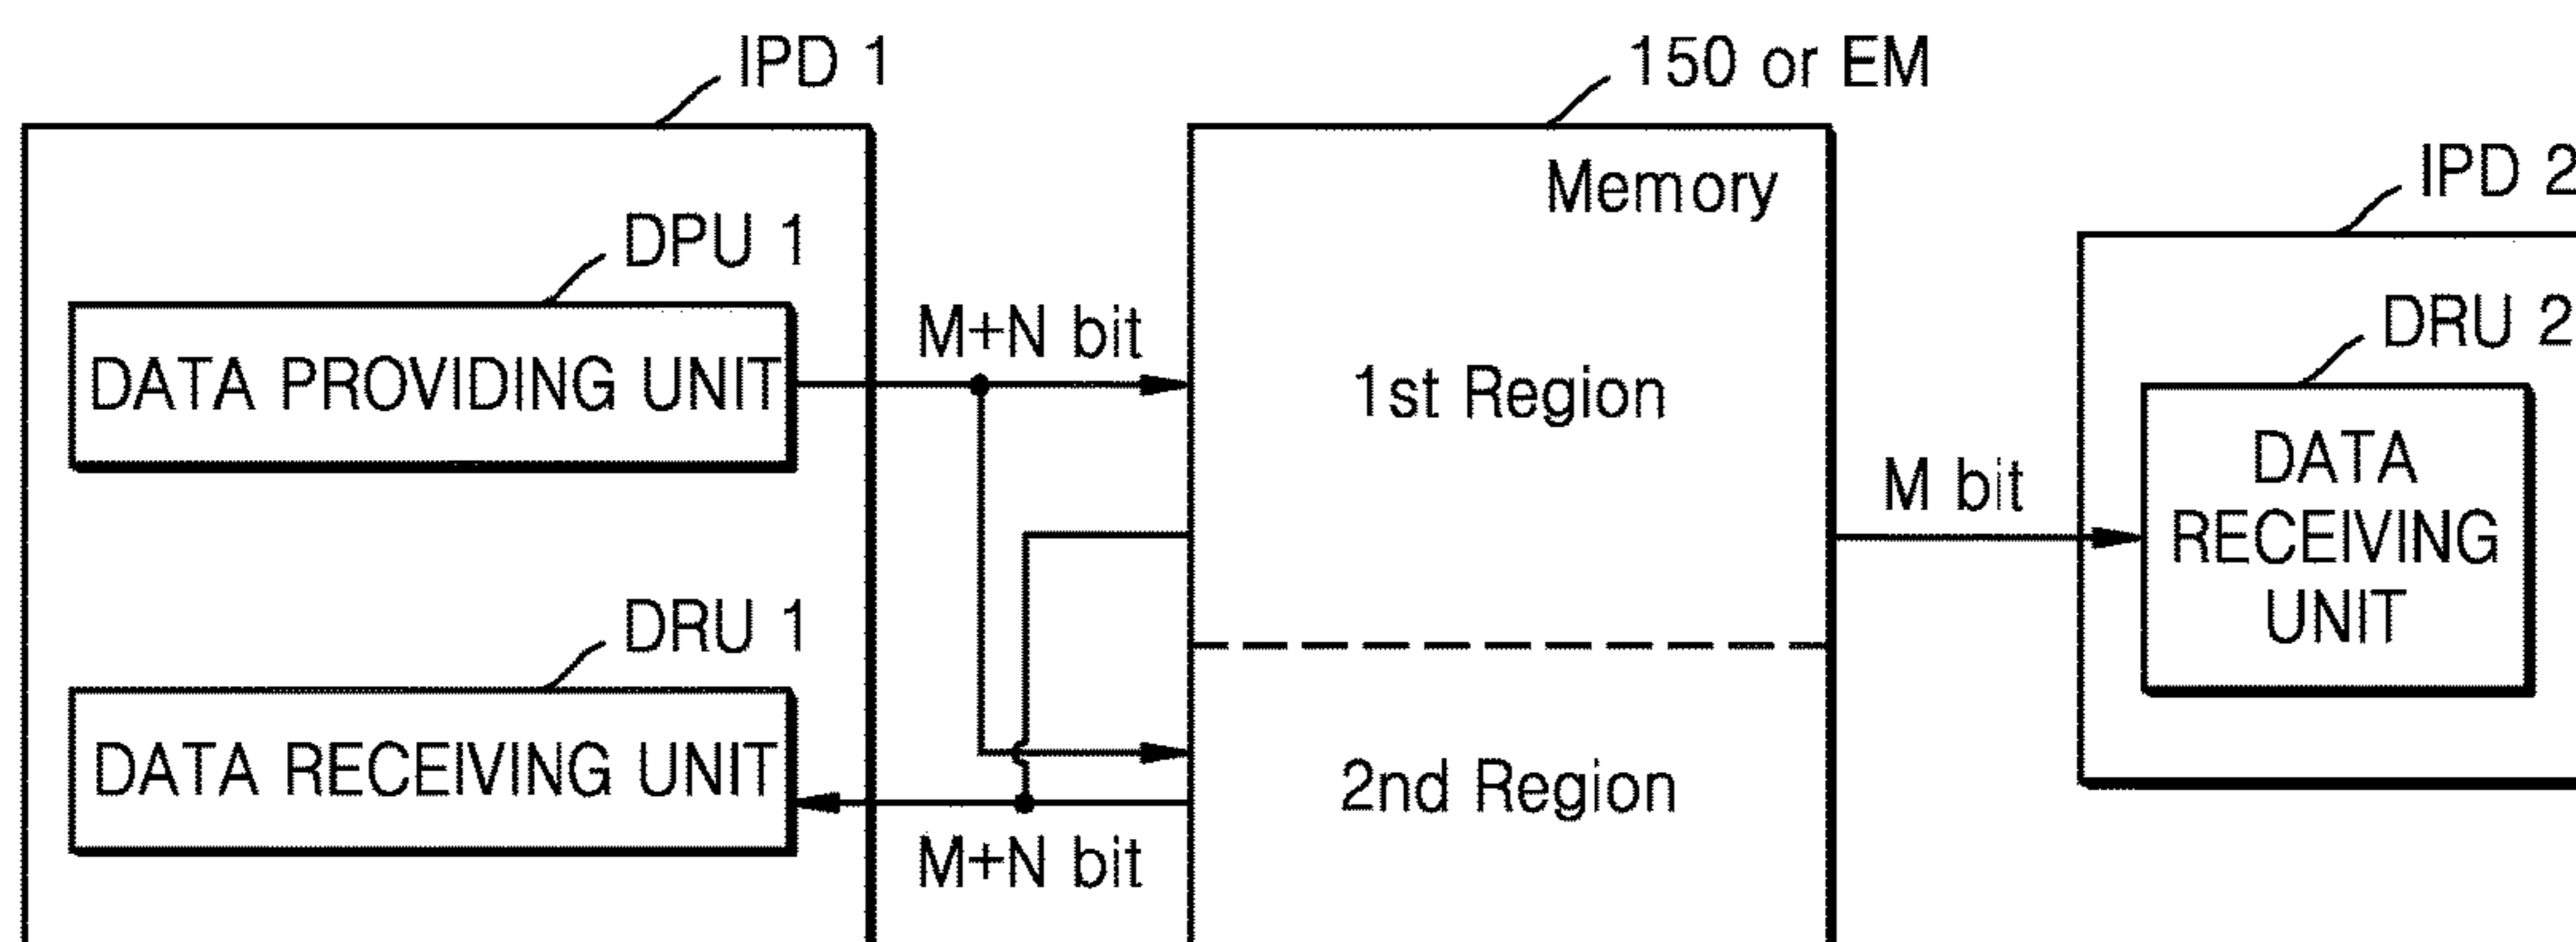 IPD 1
150 or EM
Memory
IPD 2
DPU 1
DRU 2
M+N bit
DATA PROVIDING UNIT
1st Region
DATA
RECEIVING
UNIT
M bit
DRU 1
DATA RECEIVING UNIT
2nd Region
M+N bit